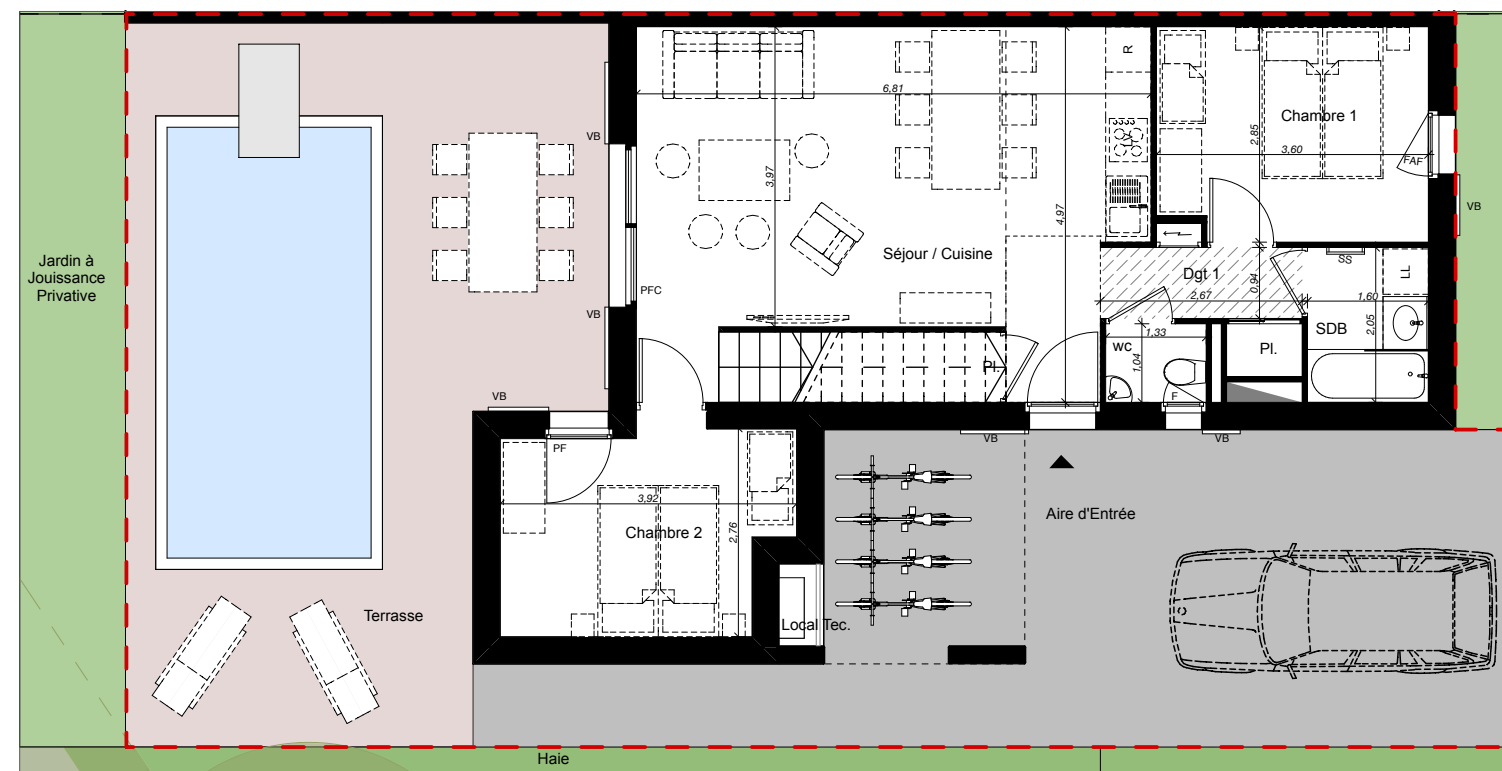 R
6,81
Chambre 1
2,85
3,60
FAF
VB
VB
3,97
LV
4,97
Jardin à
Jouissance
Privative
Séjour / Cuisine
PFC
Dgt 1
0,94
2,67
SS
LL
1,60
2,05
SDB
VB
1,33
WC
1,04
Pl.
Pl.
F
VB
VB
VB
PF
3,92
Chambre 2
2,76
Aire d'Entrée
Terrasse
Local Tec.
Haie